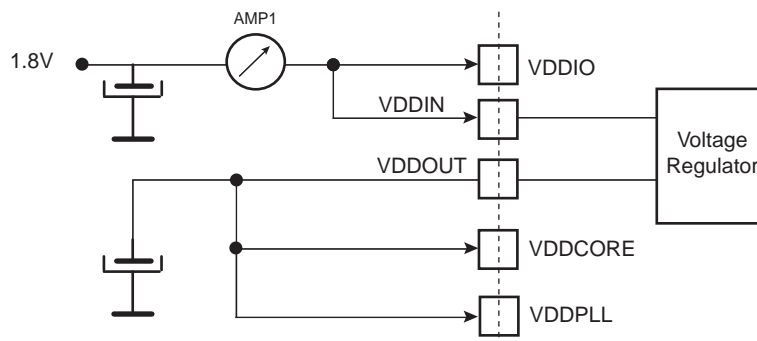 AMP1
1.8V
VDDIO
VDDIN
Voltage
Regulator
VDDOUT
VDDCORE
VDDPLL